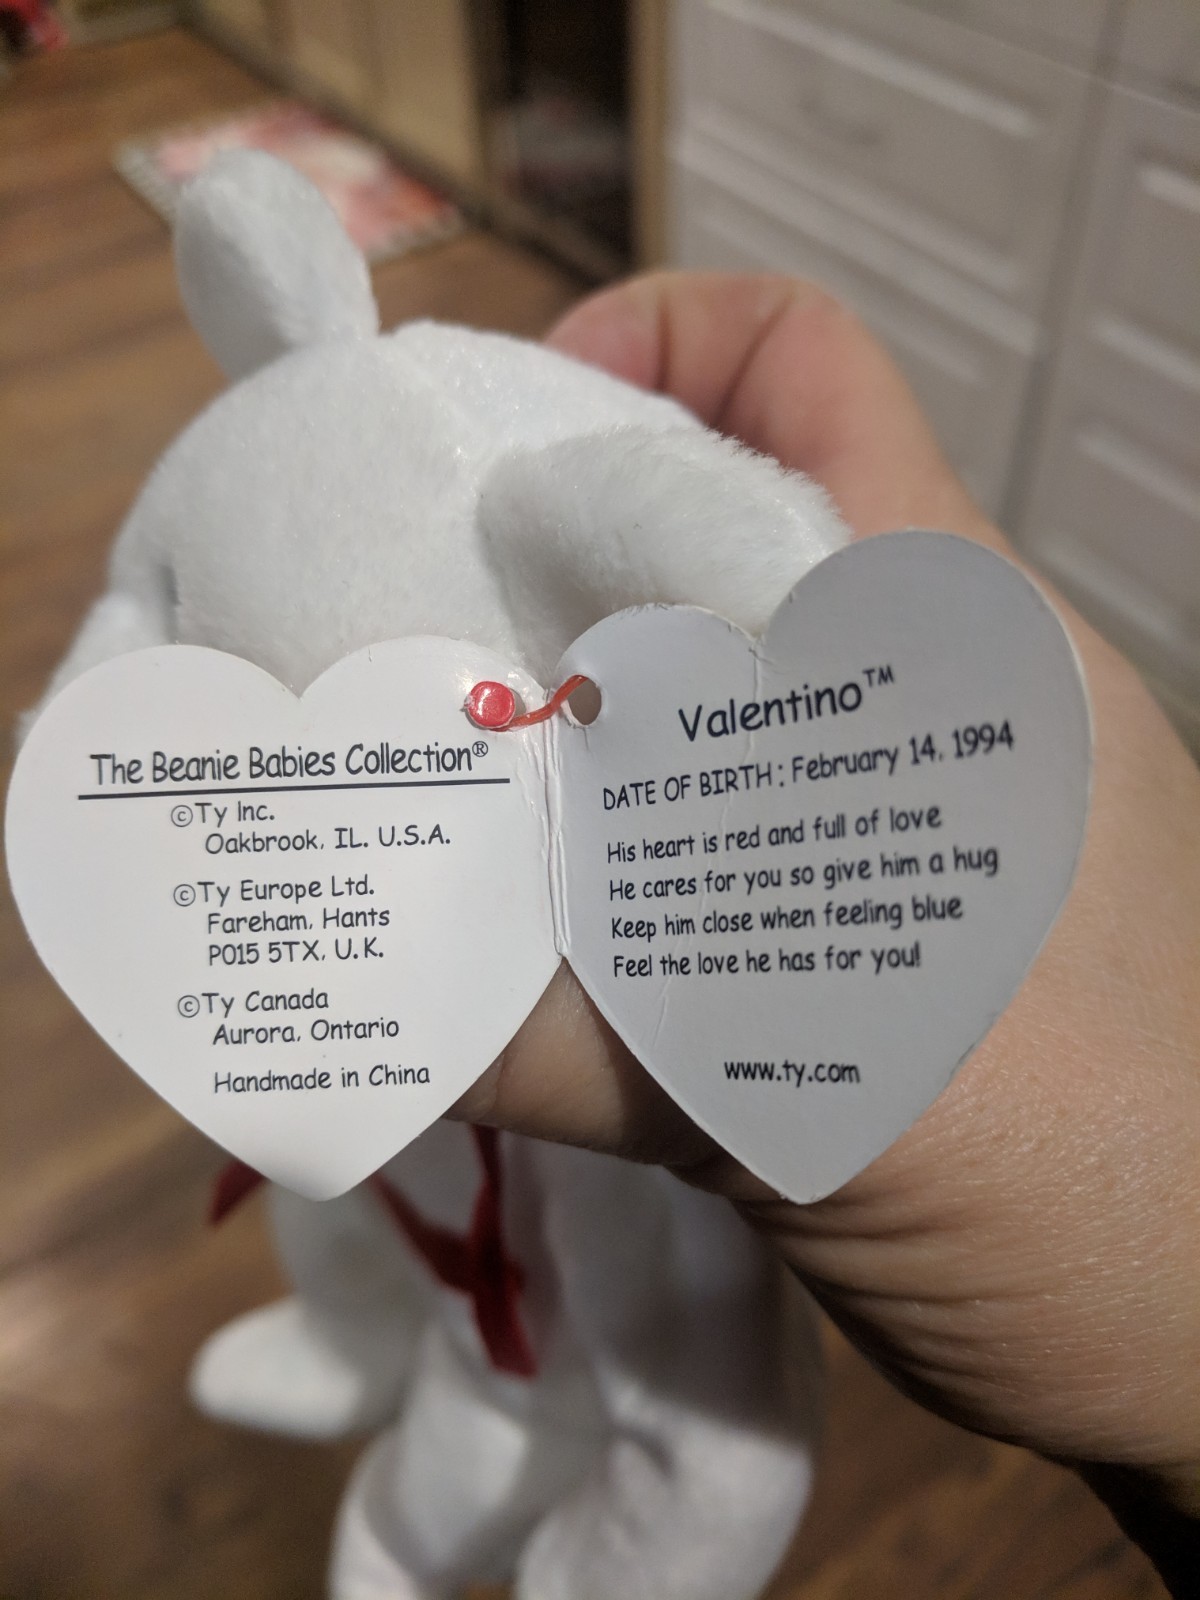 The Beanie Babies Collection®
©Ty Inc.
Oakbrook, IL. U.S.A.
©Ty Europe Ltd.
Fareham, Hants
PO15 5TX, U.K.
©Ty Canada
Aurora, Ontario
Handmade in China
Valentino™
DATE OF BIRTH : February 14, 1994
His heart is red and full of love
He cares for you so give him a hug
Keep him close when feeling blue
Feel the love he has for you!
www.ty.com